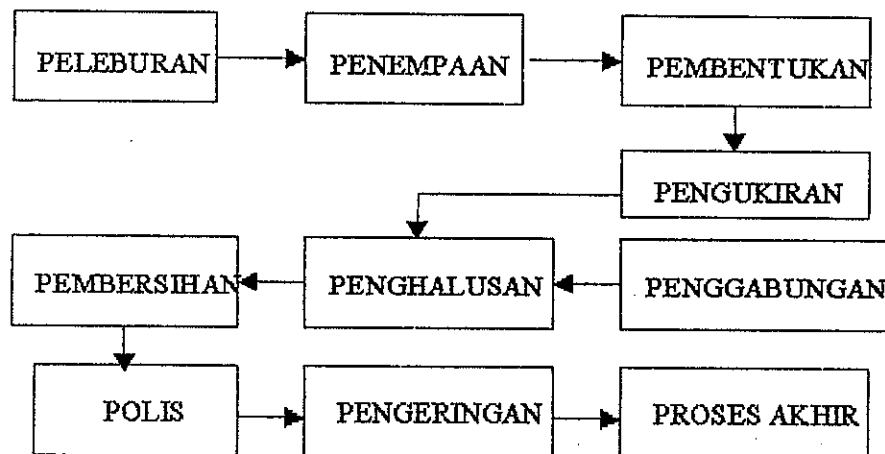 PELEBURAN
PENEMPAAN
PEMBENTUKAN
PENGUKIRAN
PEMBERSIHAN
PENGHALUSAN
PENGGABUNGAN
POLIS
PENGERINGAN
PROSES AKHIR